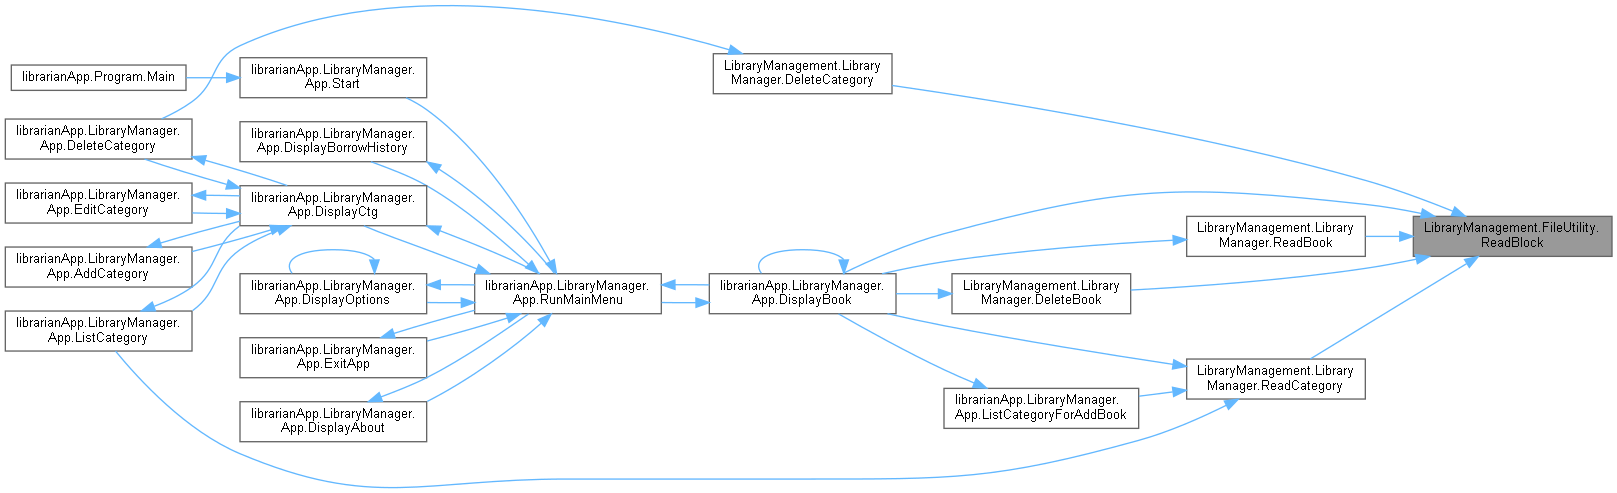 librarianApp.Program.Main
librarianApp.LibraryManager.
App.DeleteCategory
librarianApp.LibraryManager.
App.EditCategory
librarianApp.LibraryManager.
App.AddCategory
librarianApp.LibraryManager.
App.ListCategory
librarianApp.LibraryManager.
App.Start
librarianApp.LibraryManager.
App.DisplayBorrowHistory
librarianApp.LibraryManager.
App.DisplayCtg
librarianApp.LibraryManager.
App.DisplayOptions
librarianApp.LibraryManager.
App.ExitApp
librarianApp.LibraryManager.
App.DisplayAbout
librarianApp.LibraryManager.
App.RunMainMenu
LibraryManagement.Library
Manager.DeleteCategory
librarianApp.LibraryManager.
App.DisplayBook
LibraryManagement.Library
Manager.DeleteBook
librarianApp.LibraryManager.
App.ListCategoryForAddBook
LibraryManagement.Library
Manager.ReadBook
LibraryManagement.Library
Manager.ReadCategory
LibraryManagement.FileUtility.
ReadBlock